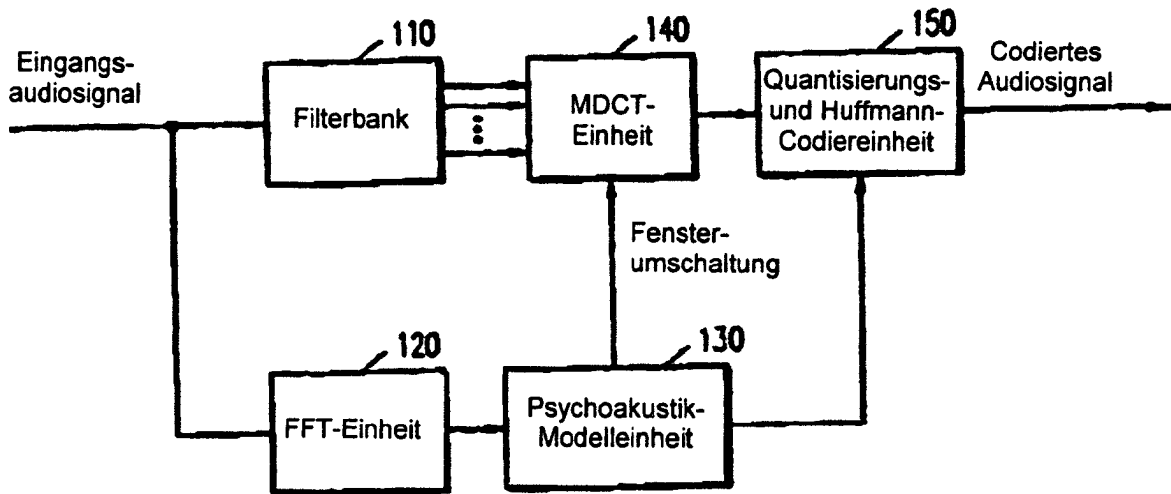 110
140
150
Eingangs-
audiosignal
Filterbank
MDCT-
Einheit
Quantisierungs-
und Huffmann-
Codiereinheit
Codiertes
Audiosignal
Fenster-
umschaltung
120
130
FFT-Einheit
Psychoakustik-
Modelleinheit